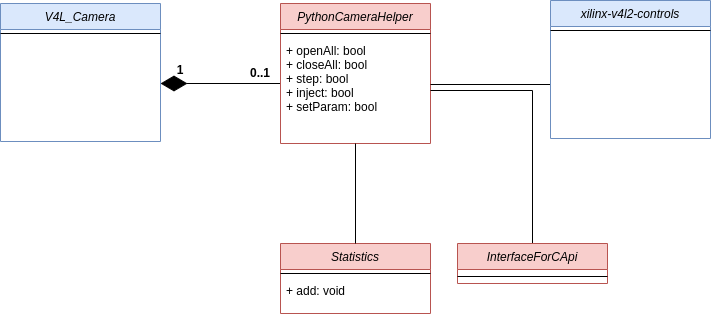 V4L_Camera
PythonCameraHelper
xilinx-v4l2-controls
+ openAll: bool
+ closeAll: bool
+ step: bool
+ inject: bool
+ setParam: bool
1
0..1
Statistics
+ add: void
InterfaceForCApi